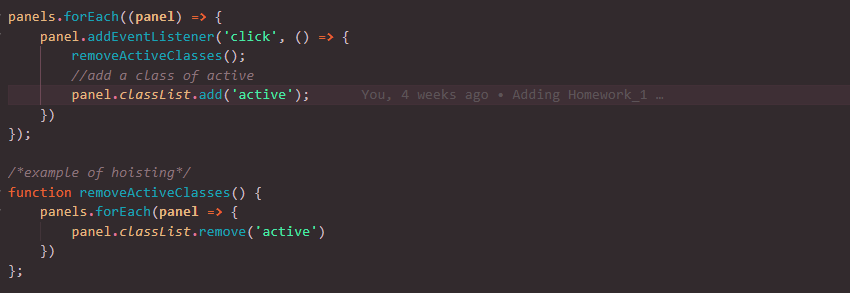 panels.forEach((panel) => {
panel.addEventListener('click', () => {
removeActiveClasses();
//add a class of active
panel.classList.add('active'); You, 4 weeks ago • Adding Homework_1 …
})
});
/*example of hoisting*/
function removeActiveClasses() {
panels.forEach(panel => {
panel.classList.remove('active')
})
};